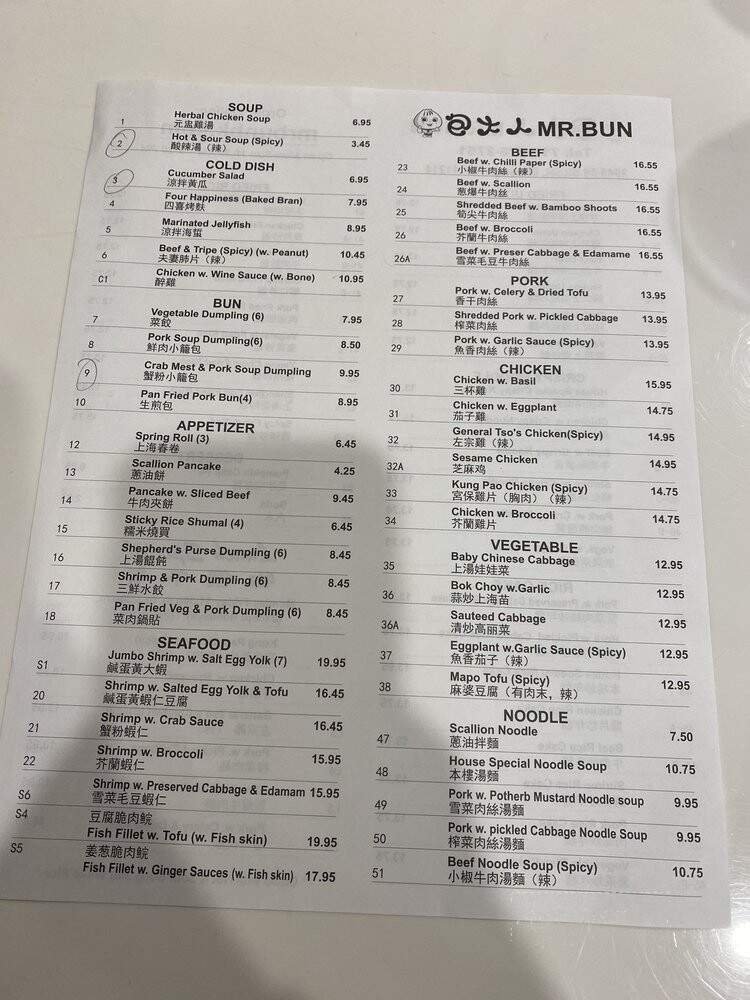 SOUP
1 Herbal Chicken Soup 6.95
元盅雞湯
2 Hot & Sour Soup (Spicy) 3.45
酸辣湯（辣）
COLD DISH
3 Cucumber Salad 6.95
涼拌黃瓜
4 Four Happiness (Baked Bran) 7.95
四喜烤麩
5 Marinated Jellyfish 8.95
涼拌海蜇
6 Beef & Tripe (Spicy) (w. Peanut) 10.45
夫妻肺片（辣）
C1 Chicken w. Wine Sauce (w. Bone) 10.95
醉雞
BUN
7 Vegetable Dumpling (6) 7.95
菜餃
8 Pork Soup Dumpling(6) 8.50
鮮肉小籠包
9 Crab Mest & Pork Soup Dumpling 9.95
蟹粉小籠包
10 Pan Fried Pork Bun(4) 8.95
生煎包
APPETIZER
12 Spring Roll (3) 6.45
上海春卷
13 Scallion Pancake 4.25
蔥油餅
14 Pancake w. Sliced Beef 9.45
牛肉夾餅
15 Sticky Rice Shumal (4) 6.45
糯米燒買
16 Shepherd's Purse Dumpling (6) 8.45
上湯餛飩
17 Shrimp & Pork Dumpling (6) 8.45
三鮮水餃
18 Pan Fried Veg & Pork Dumpling (6) 8.45
菜肉鍋貼
SEAFOOD
S1 Jumbo Shrimp w. Salt Egg Yolk (7) 19.95
鹹蛋黃大蝦
20 Shrimp w. Salted Egg Yolk & Tofu 16.45
鹹蛋黃蝦仁豆腐
21 Shrimp w. Crab Sauce 16.45
蟹粉蝦仁
22 Shrimp w. Broccoli 15.95
芥蘭蝦仁
S6 Shrimp w. Preserved Cabbage & Edamam 15.95
雪菜毛豆蝦仁
S4 豆腐脆肉鯇
Fish Fillet w. Tofu (w. Fish skin) 19.95
S5 姜葱脆肉鯇
Fish Fillet w. Ginger Sauces (w. Fish skin) 17.95
包大人 MR.BUN
BEEF
23 Beef w. Chilli Paper (Spicy) 16.55
小椒牛肉絲（辣）
24 Beef w. Scallion 16.55
葱爆牛肉丝
25 Shredded Beef w. Bamboo Shoots 16.55
筍尖牛肉絲
26 Beef w. Broccoli 16.55
芥蘭牛肉絲
26A Beef w. Preser Cabbage & Edamame 16.55
雪菜毛豆牛肉絲
PORK
27 Pork w. Celery & Dried Tofu 13.95
香干肉絲
28 Shredded Pork w. Pickled Cabbage 13.95
榨菜肉絲
29 Pork w. Garlic Sauce (Spicy) 13.95
魚香肉絲（辣）
CHICKEN
30 Chicken w. Basil 15.95
三杯雞
31 Chicken w. Eggplant 14.75
茄子雞
32 General Tso's Chicken(Spicy) 14.95
左宗雞（辣）
32A Sesame Chicken 14.95
芝麻鸡
33 Kung Pao Chicken (Spicy) 14.75
宮保雞片（胸肉）（辣）
34 Chicken w. Broccoli 14.75
芥蘭雞片
VEGETABLE
35 Baby Chinese Cabbage 12.95
上湯娃娃菜
36 Bok Choy w.Garlic 12.95
蒜炒上海苗
36A Sauteed Cabbage 12.95
清炒高丽菜
37 Eggplant w.Garlic Sauce (Spicy) 12.95
魚香茄子（辣）
38 Mapo Tofu (Spicy) 12.95
麻婆豆腐（有肉末，辣）
NOODLE
47 Scallion Noodle 7.50
蔥油拌麵
48 House Special Noodle Soup 10.75
本樓湯麵
49 Pork w. Potherb Mustard Noodle soup 9.95
雪菜肉絲湯麵
50 Pork w. pickled Cabbage Noodle Soup 9.95
榨菜肉絲湯麵
51 Beef Noodle Soup (Spicy) 10.75
小椒牛肉湯麵（辣）